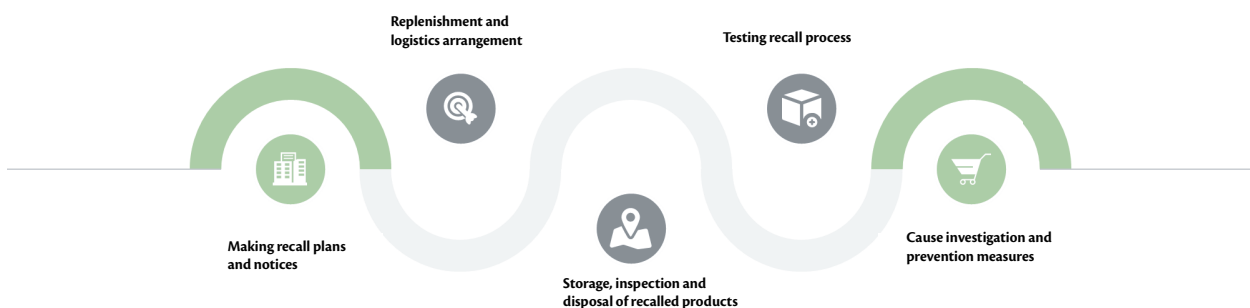 Making recall plans
and notices
Replenishment and
logistics arrangement
Storage, inspection and
disposal of recalled products
Testing recall process
Cause investigation and
prevention measures